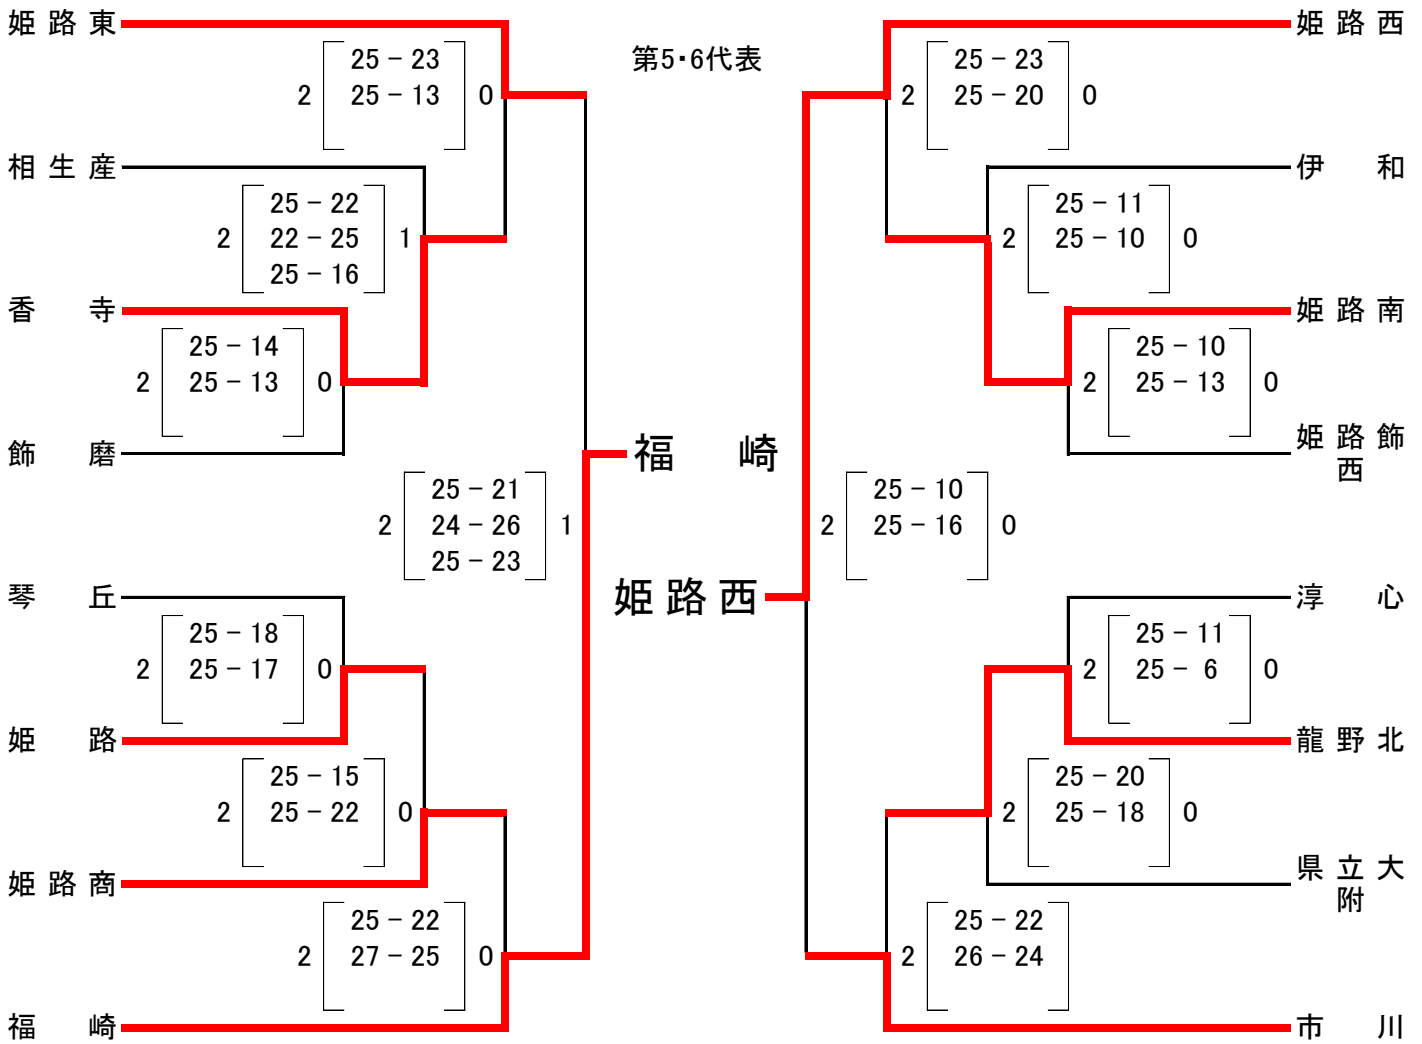 姫路東
2 25－23 0
25－13
相生産
2 25－22 1
22－25
25－16
香寺
2 25－14 0
25－13
飾磨
2 25－21 1
24－26
25－23
琴丘
2 25－18 0
25－17
姫路
2 25－15 0
25－22
姫路商
2 25－22 0
27－25
福崎
第5・6代表
福崎
姫路西
姫路西
2 25－23 0
25－20
伊和
2 25－11 0
25－10
姫路南
2 25－10 0
25－13
姫路飾
西
2 25－10 0
25－16
淳心
2 25－11 0
25－ 6
龍野北
2 25－20 0
25－18
県立大
附
2 25－22
26－24
市川